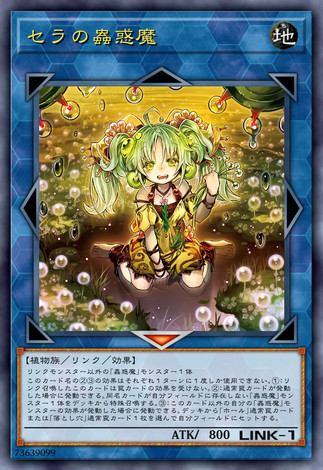 セラの蟲惑魔
地
【植物族／リンク／効果】
リンクモンスター以外の「蟲惑魔」モンスター１体
このカード名の②③の効果はそれぞれ１ターンに１度しか使用できない。①：
リンク召喚したこのカードは罠カードの効果を受けない。②：通常罠カードが発動
した場合に発動できる。同名カードが自分フィールドに存在しない「蟲惑魔」モンス
ター１体をデッキから特殊召喚する。③：このカード以外の自分の「蟲惑魔」モ
ンスターの効果が発動した場合に発動できる。デッキから「ホール」通常罠カード
または「落とし穴」通常罠カード１枚を選んで自分フィールドにセットする。
ATK/ 800 LINK-1
73639099